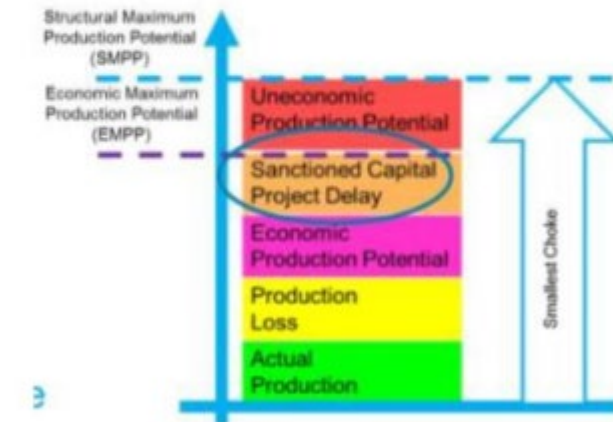 Structural Maximum
Production Potential
(SMPP)
Economic Maximum
Production Potential
(EMPP)
Uneconomic
Production Potential
Sanctioned Capital
Project Delay
Economic
Production Potential
Production
Loss
Actual
Production
Smallest Choke
e